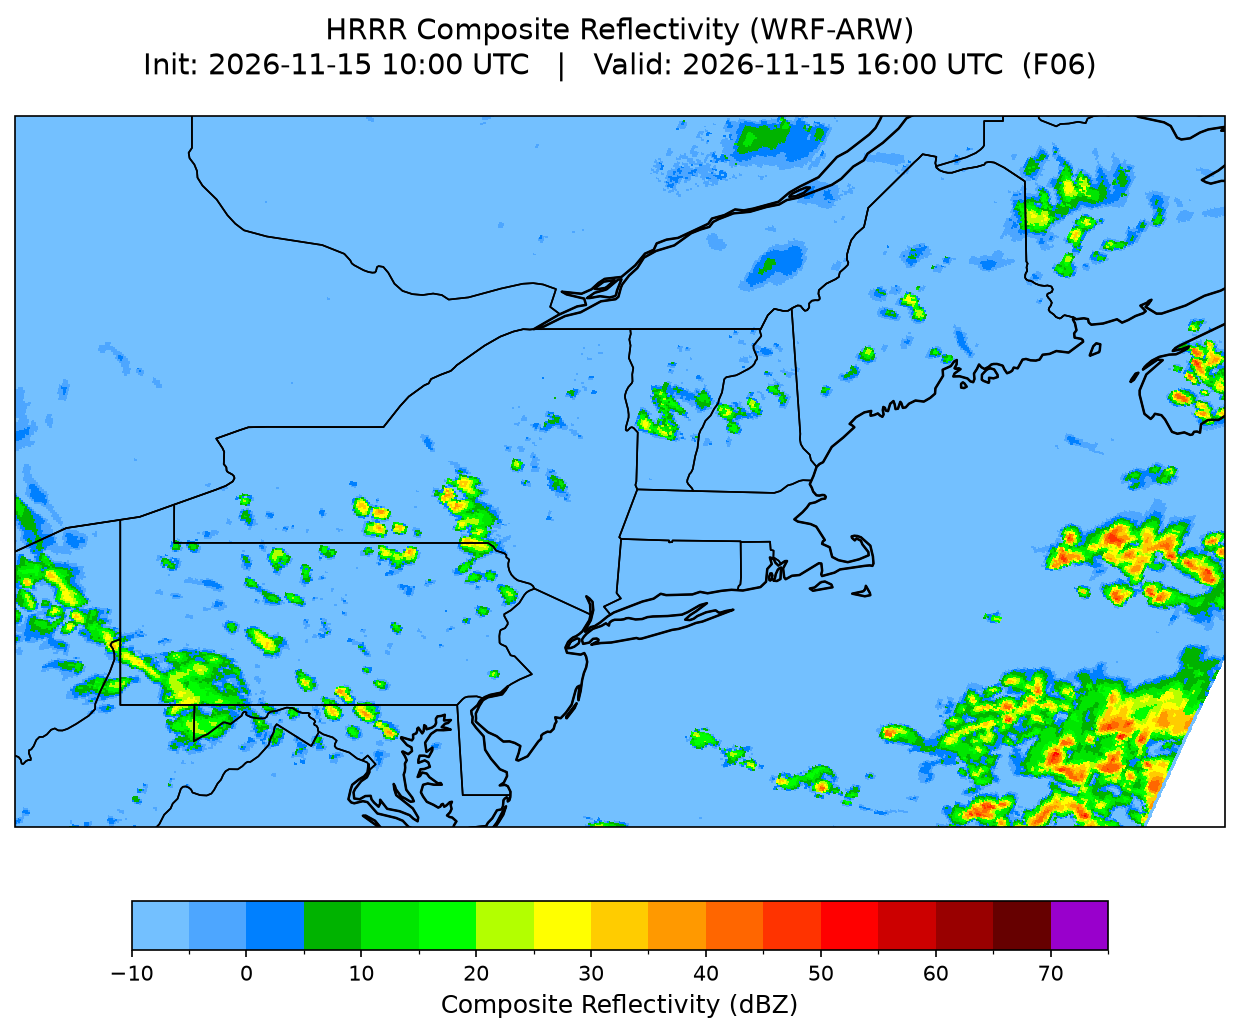 HRRR Composite Reflectivity (WRF-ARW)
Init: 2026-11-15 10:00 UTC | Valid: 2026-11-15 16:00 UTC (F06)
−10 0 10 20 30 40 50 60 70
Composite Reflectivity (dBZ)